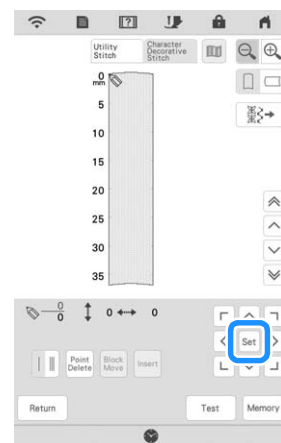 Utility
Stitch
Character
Decorative
Stitch
0
mm
5
10
15
20
25
30
35
0
0
0
0
Point
Delete
Block
Move
Insert
Set
Return
Test
Memory